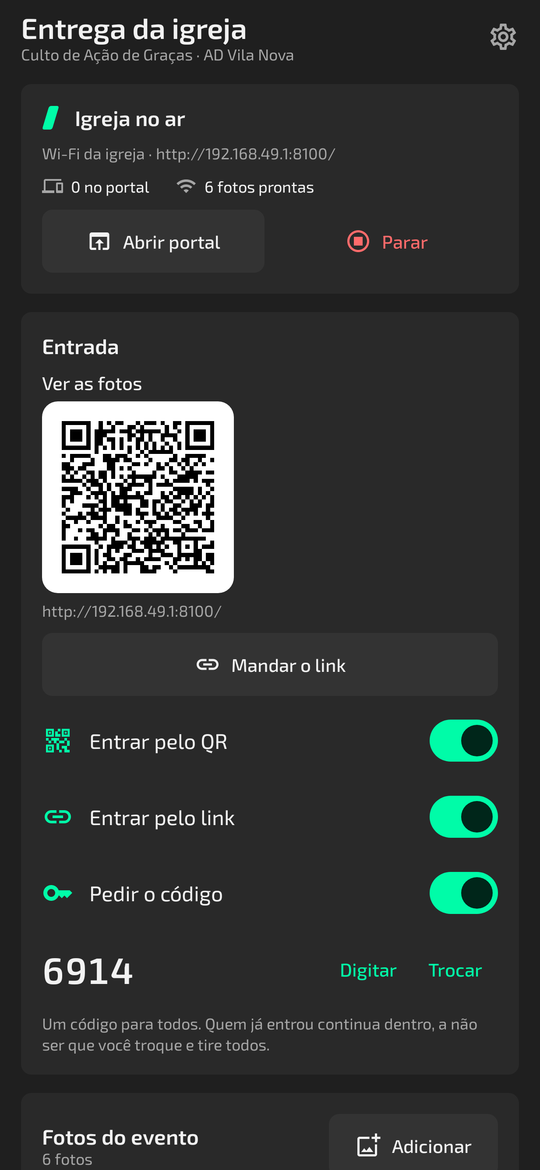 Entrega da igreja
Culto de Ação de Graças · AD Vila Nova
Igreja no ar
Wi-Fi da igreja · http://192.168.49.1:8100/
0 no portal
6 fotos prontas
Abrir portal
Parar
Entrada
Ver as fotos
http://192.168.49.1:8100/
Mandar o link
Entrar pelo QR
Entrar pelo link
Pedir o código
6914
Digitar
Trocar
Um código para todos. Quem já entrou continua dentro, a não
ser que você troque e tire todos.
Fotos do evento
6 fotos
Adicionar